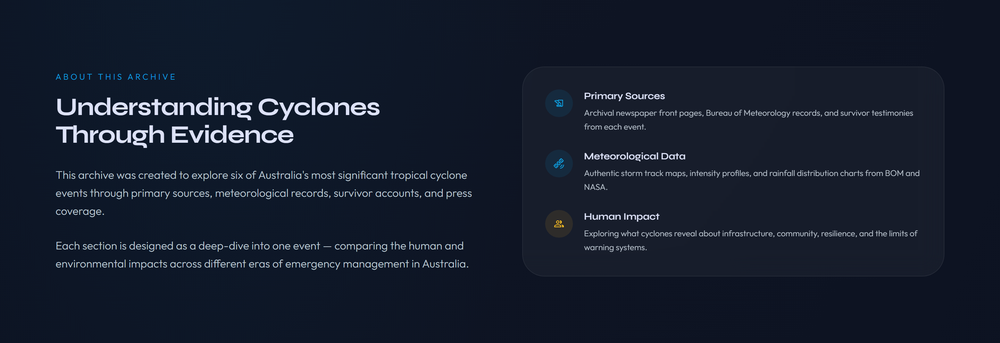 ABOUT THIS ARCHIVE
Understanding Cyclones
Through Evidence
This archive was created to explore six of Australia's most significant tropical cyclone
events through primary sources, meteorological records, survivor accounts, and press
coverage.
Each section is designed as a deep-dive into one event — comparing the human and
environmental impacts across different eras of emergency management in Australia.
Primary Sources
Archival newspaper front pages, Bureau of Meteorology records, and survivor testimonies
from each event.
Meteorological Data
Authentic storm track maps, intensity profiles, and rainfall distribution charts from BOM and
NASA.
Human Impact
Exploring what cyclones reveal about infrastructure, community, resilience, and the limits of
warning systems.